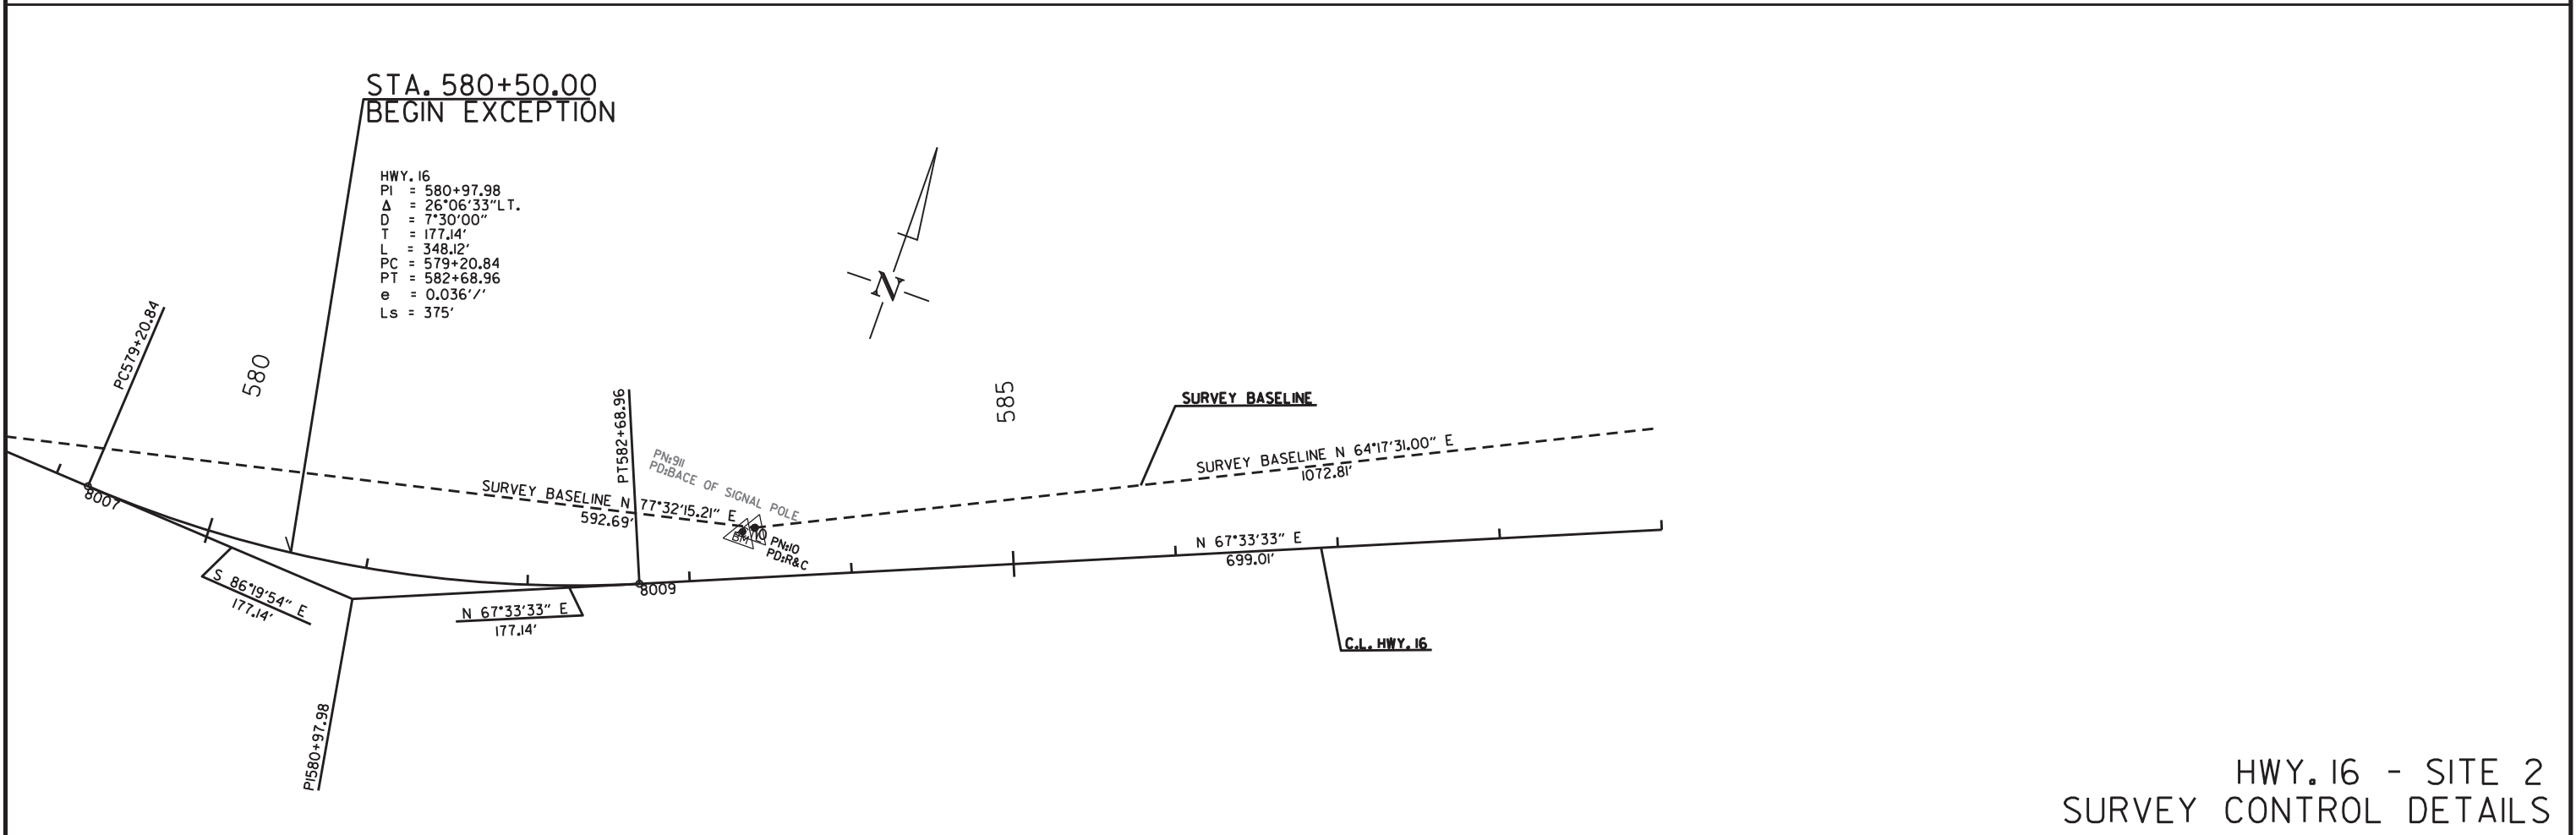 STA. 580+50.00
BEGIN EXCEPTION
HWY. 16
PI = 580+97.98
Δ = 26°06'33"LT.
D = 7°30'00"
T = 177.14'
L = 348.12'
PC = 579+20.84
PT = 582+68.96
e = 0.036'/'
Ls = 375'
N
PC579+20.84
580
PT582+68.96
585
SURVEY BASELINE
PN:911
PD:BACE OF SIGNAL POLE
SURVEY BASELINE N 77°32'15.21" E
592.69'
SURVEY BASELINE N 64°17'31.00" E
1072.81'
8007
BM
10
PN:10
PD:R&C
N 67°33'33" E
699.01'
S 86°19'54" E
177.14'
N 67°33'33" E
177.14'
8009
C.L. HWY. 16
PI580+97.98
HWY. 16 - SITE 2
SURVEY CONTROL DETAILS